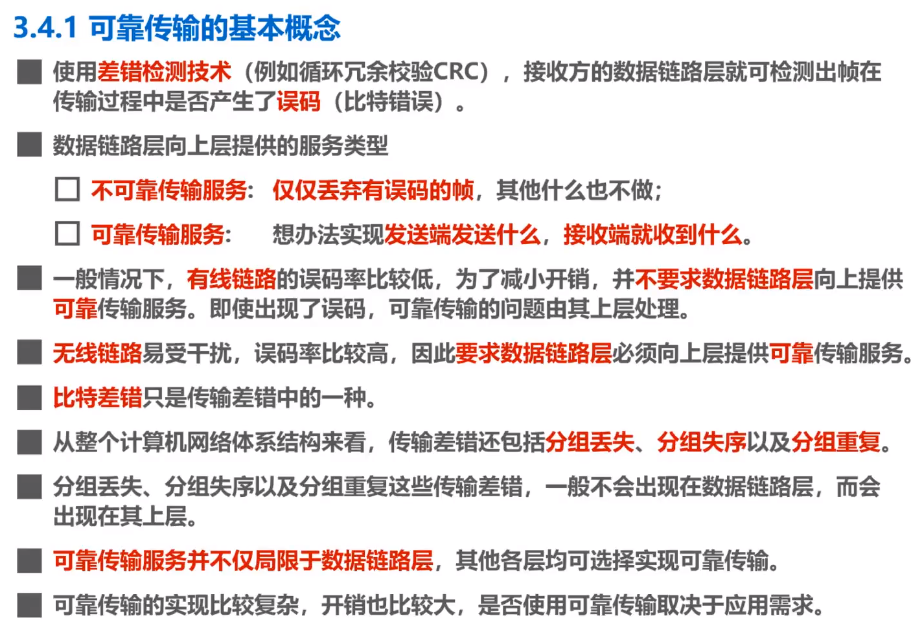 3.4.1 可靠传输的基本概念
使用差错检测技术（例如循环冗余校验CRC），接收方的数据链路层就可检测出帧在
传输过程中是否产生了误码（比特错误）。
数据链路层向上层提供的服务类型
不可靠传输服务： 仅仅丢弃有误码的帧，其他什么也不做；
可靠传输服务： 想办法实现发送端发送什么，接收端就收到什么。
一般情况下，有线链路的误码率比较低，为了减小开销，并不要求数据链路层向上提供
可靠传输服务。即使出现了误码，可靠传输的问题由其上层处理。
无线链路易受干扰，误码率比较高，因此要求数据链路层必须向上层提供可靠传输服务。
比特差错只是传输差错中的一种。
从整个计算机网络体系结构来看，传输差错还包括分组丢失、分组失序以及分组重复。
分组丢失、分组失序以及分组重复这些传输差错，一般不会出现在数据链路层，而会
出现在其上层。
可靠传输服务并不仅局限于数据链路层，其他各层均可选择实现可靠传输。
可靠传输的实现比较复杂，开销也比较大，是否使用可靠传输取决于应用需求。